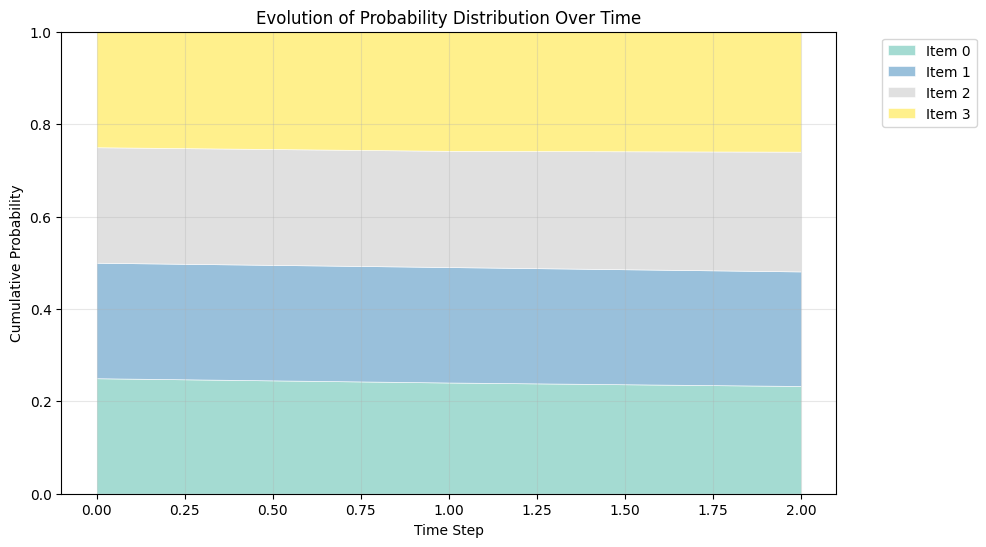 Evolution of Probability Distribution Over Time
1.0
0.8
0.6
0.4
0.2
0.0
Cumulative Probability
0.00 0.25 0.50 0.75 1.00 1.25 1.50 1.75 2.00
Time Step
Item 0
Item 1
Item 2
Item 3